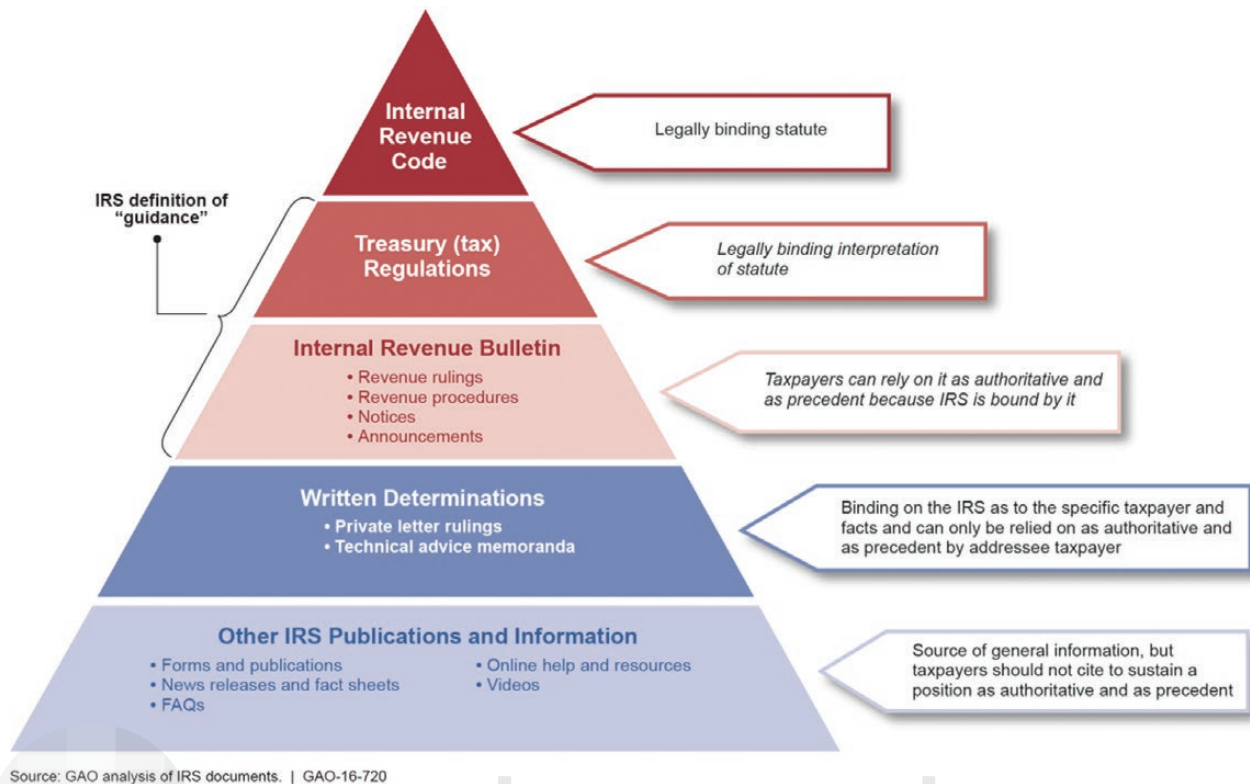 Internal
Revenue
Code
Legally binding statute
IRS definition of
“guidance”
Treasury (tax)
Regulations
Legally binding interpretation
of statute
Internal Revenue Bulletin
• Revenue rulings
• Revenue procedures
• Notices
• Announcements
Taxpayers can rely on it as authoritative and
as precedent because IRS is bound by it
Written Determinations
• Private letter rulings
• Technical advice memoranda
Binding on the IRS as to the specific taxpayer and
facts and can only be relied on as authoritative and
as precedent by addressee taxpayer
Other IRS Publications and Information
• Forms and publications
• News releases and fact sheets
• FAQs
• Online help and resources
• Videos
Source of general information, but
taxpayers should not cite to sustain a
position as authoritative and as precedent
Source: GAO analysis of IRS documents. | GAO-16-720